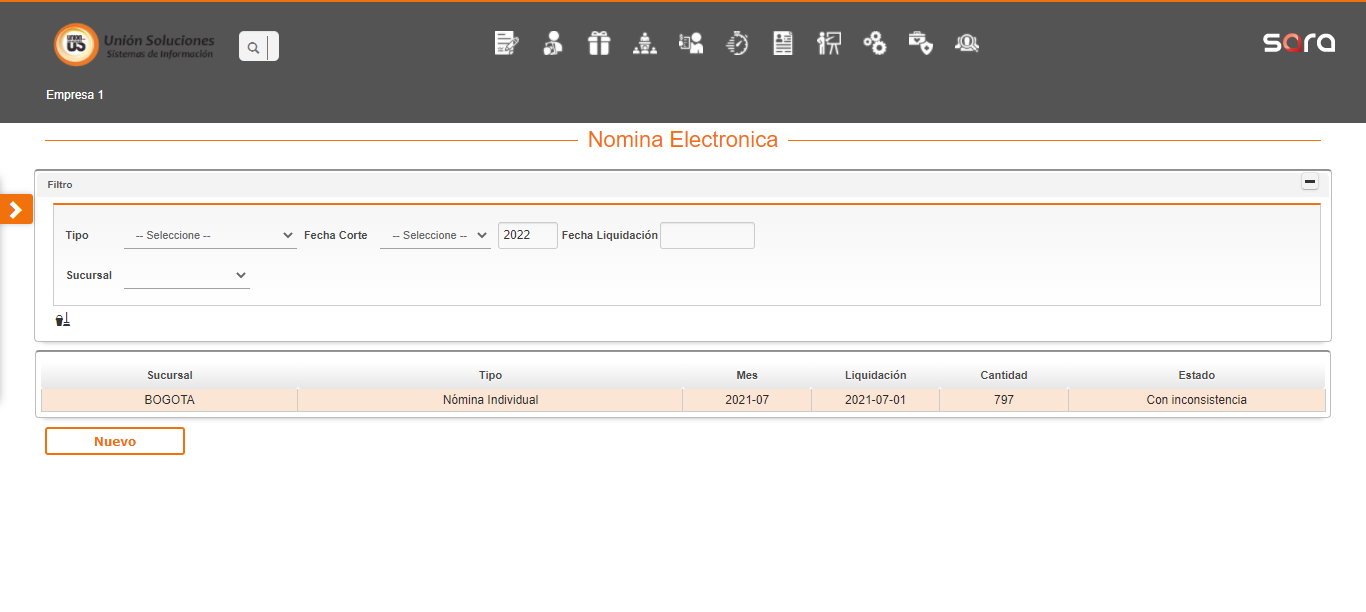 Unión Soluciones
Sistemas de Información
sara
Empresa 1
Nomina Electronica
Filtro
Tipo -- Seleccione -- Fecha Corte -- Seleccione -- 2022 Fecha Liquidación
Sucursal
Sucursal Tipo Mes Liquidación Cantidad Estado
BOGOTA Nómina Individual 2021-07 2021-07-01 797 Con inconsistencia
Nuevo